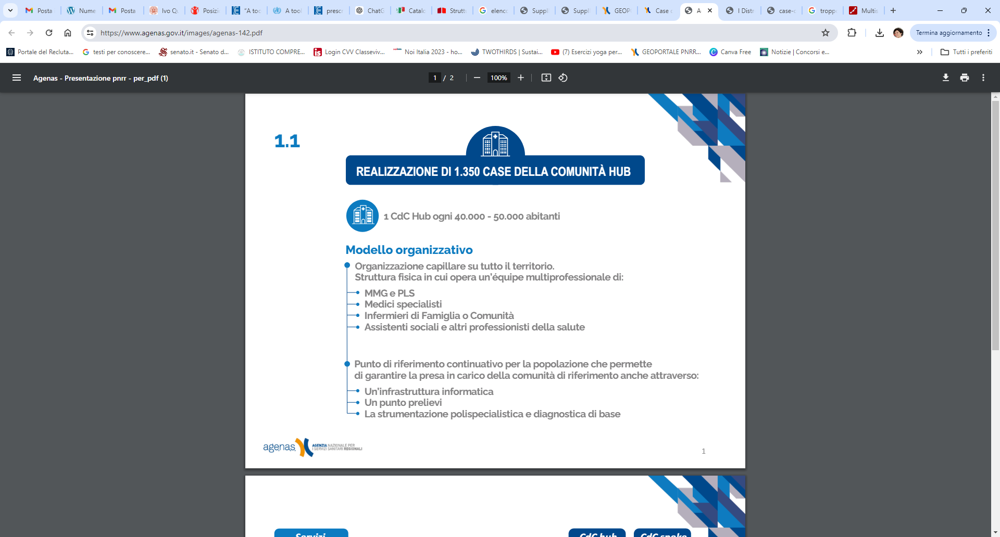 Posta
Nume
Posta
Ivo Qu
Posizi
"A too
A tool
prescr
ChatG
Catalo
Strutt
elenco
Suppl
Suppl
GEOP
Case d
A
I Distr
case-d
tropp
Multis
https://www.agenas.gov.it/images/agenas-142.pdf
Termina aggiornamento
Portale del Recluta...
testi per conoscere...
senato.it - Senato d...
ISTITUTO COMPRE...
Login CVV Classeviv...
Noi Italia 2023 - ho...
TWOTHIRDS | Sustai...
(7) Esercizi yoga per...
GEOPORTALE PNRR...
Canva Free
Notizie | Concorsi e...
Tutti i preferiti
Agenas - Presentazione pnrr - per_pdf (1)
1 / 2
100%
1.1
REALIZZAZIONE DI 1.350 CASE DELLA COMUNITÀ HUB
1 CdC Hub ogni 40.000 - 50.000 abitanti
Modello organizzativo
Organizzazione capillare su tutto il territorio.
Struttura fisica in cui opera un'équipe multiprofessionale di:
MMG e PLS
Medici specialisti
Infermieri di Famiglia o Comunità
Assistenti sociali e altri professionisti della salute
Punto di riferimento continuativo per la popolazione che permette
di garantire la presa in carico della comunità di riferimento anche attraverso:
Un'infrastruttura informatica
Un punto prelievi
La strumentazione polispecialistica e diagnostica di base
agenas.
AGENZIA NAZIONALE PER
I SERVIZI SANITARI REGIONALI
1
Servizi
CdC hub
CdC spoke